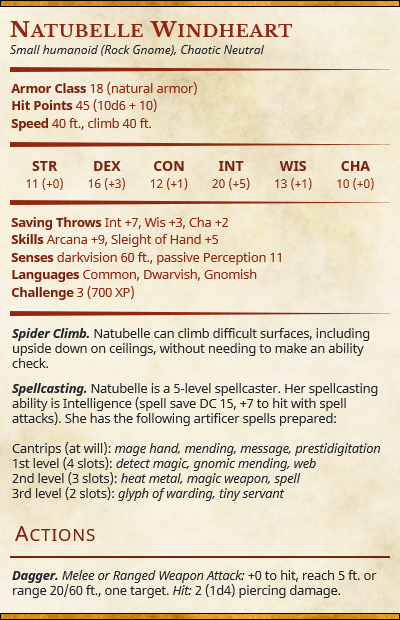 Natubelle Windheart
Small humanoid (Rock Gnome), Chaotic Neutral
Armor Class 18 (natural armor)
Hit Points 45 (10d6 + 10)
Speed 40 ft., climb 40 ft.
STR DEX CON INT WIS CHA
11 (+0) 16 (+3) 12 (+1) 20 (+5) 13 (+1) 10 (+0)
Saving Throws Int +7, Wis +3, Cha +2
Skills Arcana +9, Sleight of Hand +5
Senses darkvision 60 ft., passive Perception 11
Languages Common, Dwarvish, Gnomish
Challenge 3 (700 XP)
Spider Climb. Natubelle can climb difficult surfaces, including
upside down on ceilings, without needing to make an ability
check.
Spellcasting. Natubelle is a 5-level spellcaster. Her spellcasting
ability is Intelligence (spell save DC 15, +7 to hit with spell
attacks). She has the following artificer spells prepared:
Cantrips (at will): mage hand, mending, message, prestidigitation
1st level (4 slots): detect magic, gnomic mending, web
2nd level (3 slots): heat metal, magic weapon, spell
3rd level (2 slots): glyph of warding, tiny servant
Actions
Dagger. Melee or Ranged Weapon Attack: +0 to hit, reach 5 ft. or
range 20/60 ft., one target. Hit: 2 (1d4) piercing damage.